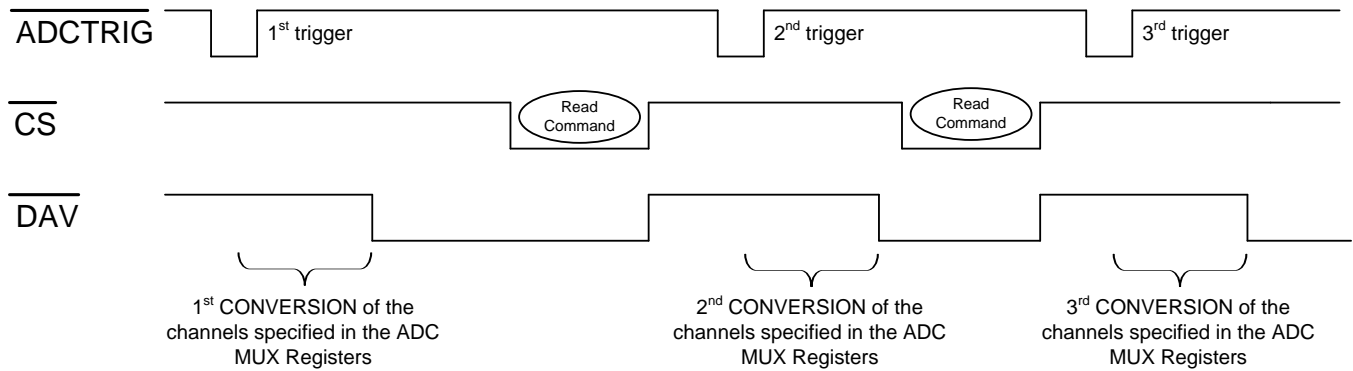 ADCTRIG
1st trigger
2nd trigger
3rd trigger
CS
Read
Command
Read
Command
DAV
1st CONVERSION of the
channels specified in the ADC
MUX Registers
2nd CONVERSION of the
channels specified in the ADC
MUX Registers
3rd CONVERSION of the
channels specified in the ADC
MUX Registers